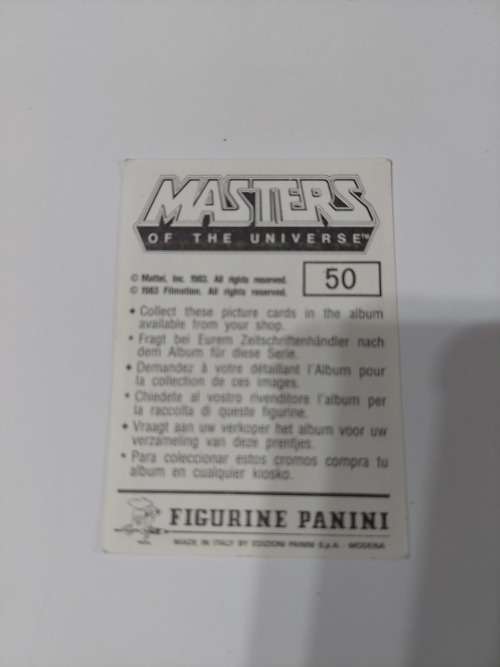 MASTERS
OF THE UNIVERSE™
© Mattel, Inc. 1983. All rights reserved.
© 1983 Filmation. All rights reserved.
50
• Collect these picture cards in the album
available from your shop.
• Fragt bei Eurem Zeitschriftenhändler nach
dem Album für diese Serie.
• Demandez à votre détaillant l'Album pour
la collection de ces images.
• Chiedete al vostro rivenditore l'album per
la raccolta di queste figurine.
• Vraagt aan uw verkoper het album voor uw
verzameling van deze prentjes.
• Para coleccionar estos cromos compra tu
album en cualquier kiosko.
FIGURINE PANINI
MADE IN ITALY BY EDIZIONI PANINI S.p.A. - MODENA